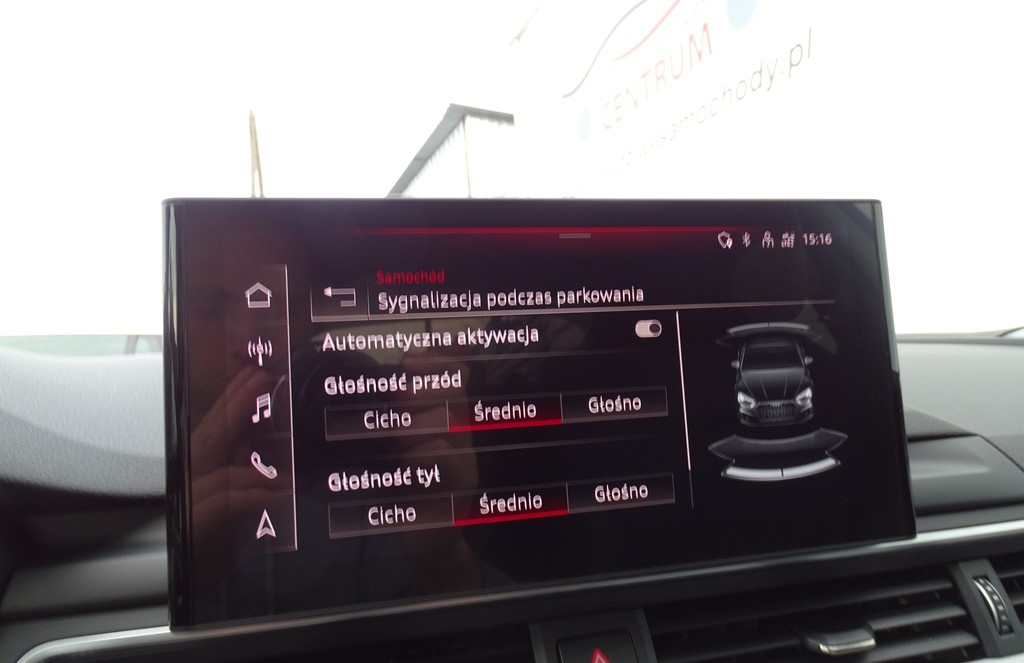 CENTRUM
15:16
Samochód
Sygnalizacja podczas parkowania
Automatyczna aktywacja
Głośność przód
Cicho Średnio Głośno
Głośność tył
Cicho Średnio Głośno